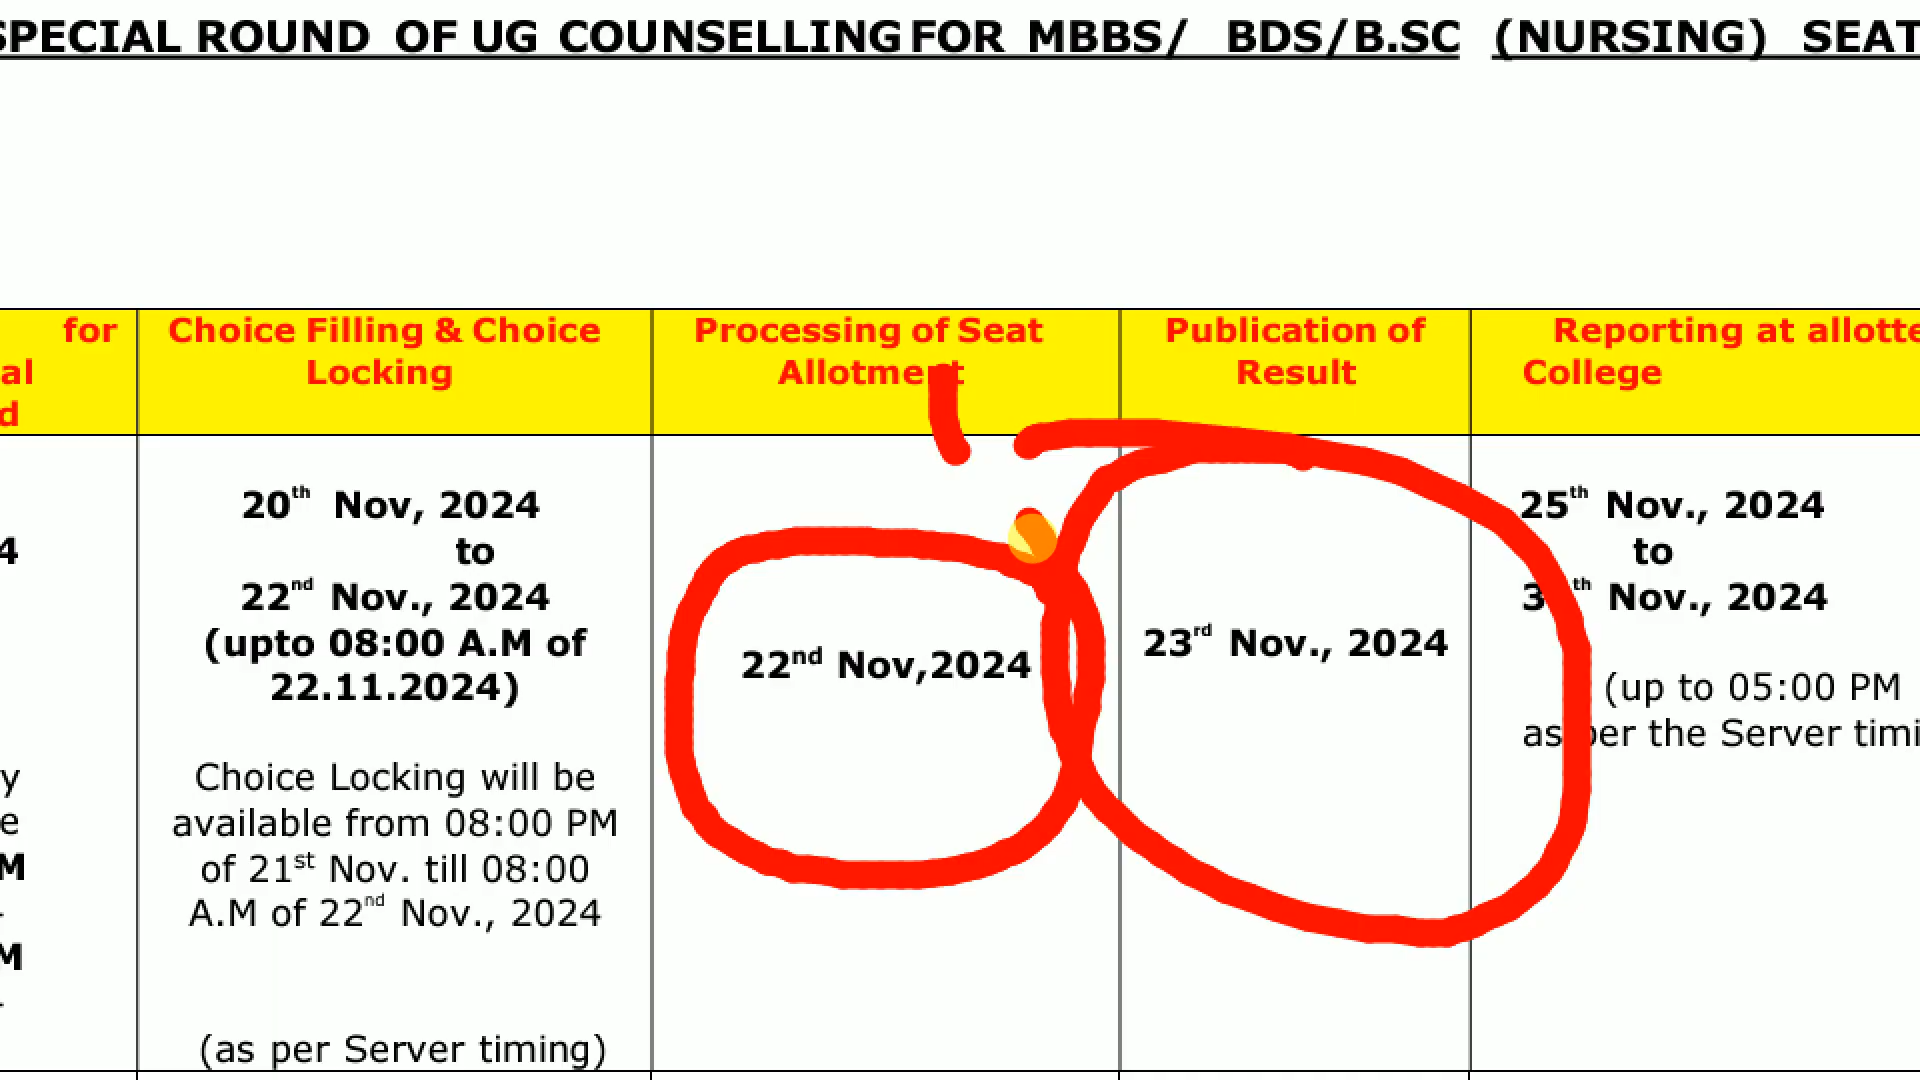 SPECIAL ROUND OF UG COUNSELLING FOR MBBS/ BDS/B.SC (NURSING) SEAT
for
al
d
Choice Filling & Choice
Locking
Processing of Seat
Allotment
Publication of
Result
Reporting at allotte
College
4
y
e
M
-
M
-
20th Nov, 2024
to
22nd Nov., 2024
(upto 08:00 A.M of
22.11.2024)
Choice Locking will be
available from 08:00 PM
of 21st Nov. till 08:00
A.M of 22nd Nov., 2024
(as per Server timing)
22nd Nov,2024
23rd Nov., 2024
25th Nov., 2024
to
th Nov., 2024
(up to 05:00 PM
as per the Server timi